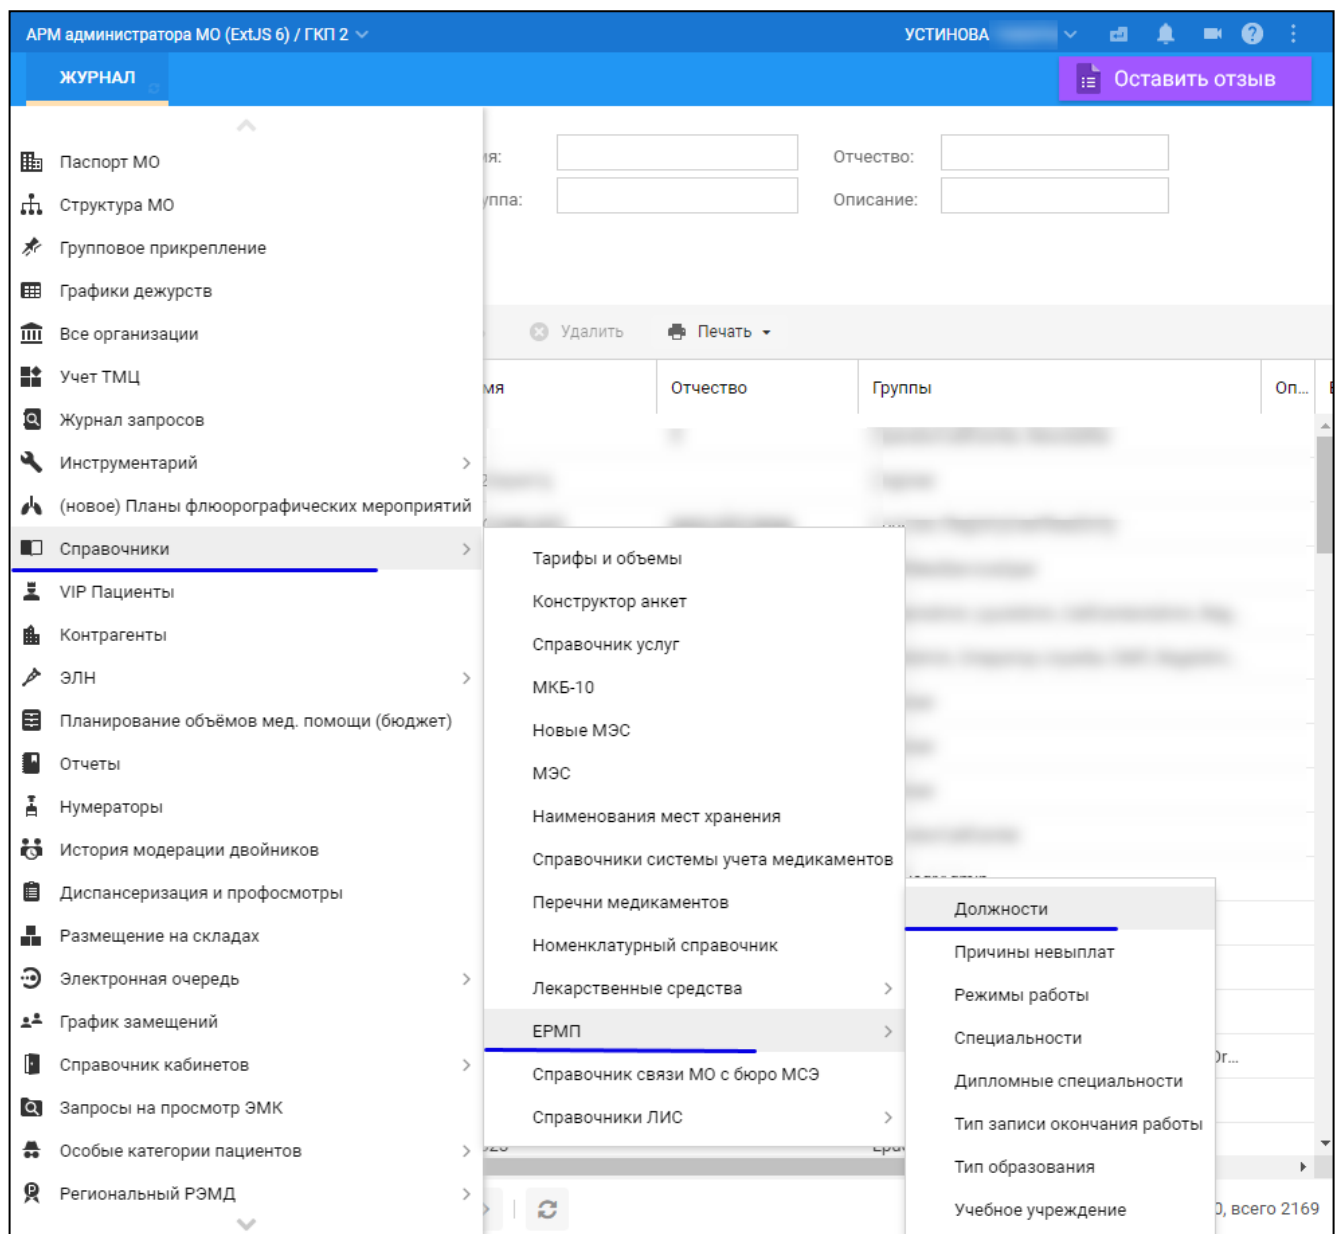 АРМ администратора МО (ExtJS 6) / ГКП 2
УСТИНОВА
ЖУРНАЛ
Оставить отзыв
Отчество:
Описание:
Удалить
Печать
Отчество
Группы
Оп...
Паспорт МО
Структура МО
Групповое прикрепление
Графики дежурств
Все организации
Учет ТМЦ
Журнал запросов
Инструментарий
(новое) Планы флюорографических мероприятий
Справочники
VIP Пациенты
Контрагенты
ЭЛН
Планирование объёмов мед. помощи (бюджет)
Отчеты
Нумераторы
История модерации двойников
Диспансеризация и профосмотры
Размещение на складах
Электронная очередь
График замещений
Справочник кабинетов
Запросы на просмотр ЭМК
Особые категории пациентов
Региональный РЭМД
Тарифы и объемы
Конструктор анкет
Справочник услуг
МКБ-10
Новые МЭС
МЭС
Наименования мест хранения
Справочники системы учета медикаментов
Перечни медикаментов
Номенклатурный справочник
Лекарственные средства
ЕРМП
Справочник связи МО с бюро МСЭ
Справочники ЛИС
Должности
Причины невыплат
Режимы работы
Специальности
Дипломные специальности
Тип записи окончания работы
Тип образования
Учебное учреждение
всего 2169